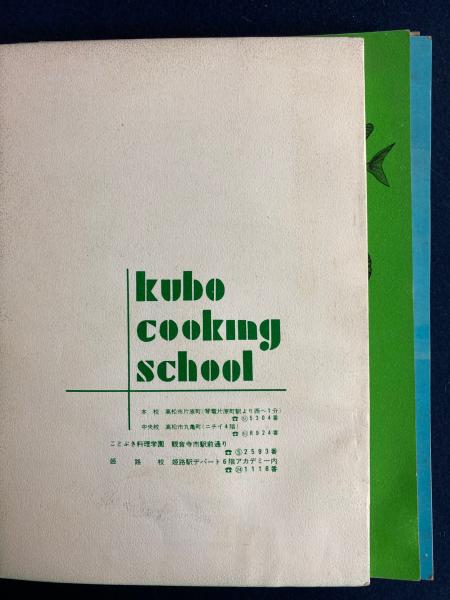 kubo
cooking
school
本　校　高松市片原町(琴電片原町駅より西へ1分)
5304番
中央校　高松市丸亀町(ニチイ4階)
8924番
ことぶき料理学園　観音寺市駅前通り
☎⑤2593番
姫　路　校　姫路駅デパート6階アカデミー内
☎㉔1118番